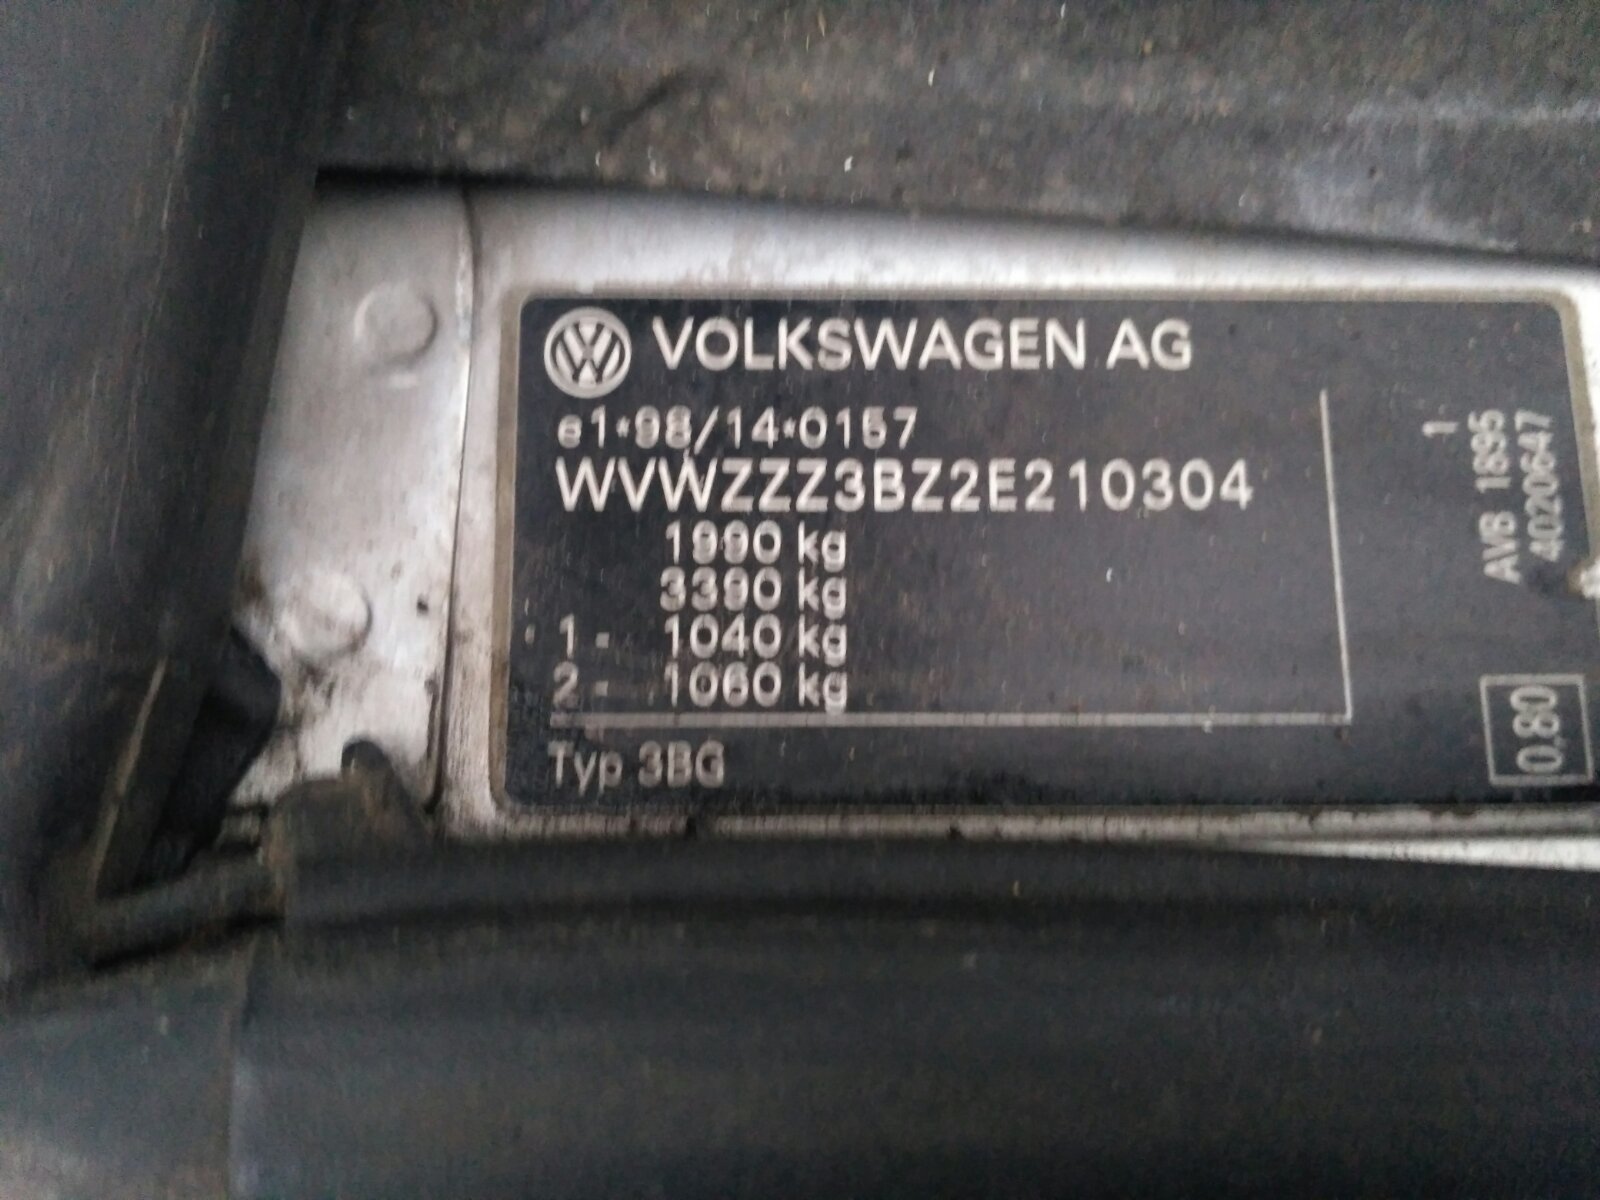 VOLKSWAGEN AG
e1*98/14*0157
WVWZZZ3BZ2E210304
1990 kg
3390 kg
1 - 1040 kg
2 - 1060 kg
Typ 3BG
1
AVB 1895
4020647
0.80